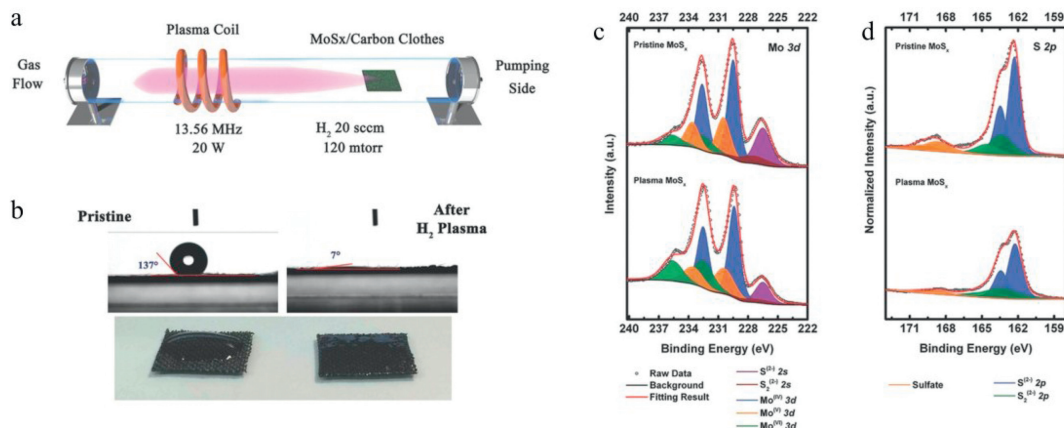 a
Plasma Coil
MoSx/Carbon Clothes
Gas
Flow
Pumping
Side
13.56 MHz
20 W
H₂ 20 sccm
120 mtorr
b
Pristine
After
H₂ Plasma
137°
7°
c
240 237 234 231 228 225 222
Mo 3d
Pristine MoSₓ
Plasma MoSₓ
Intensity (a.u.)
240 237 234 231 228 225 222
Binding Energy (eV)
Raw Data
Background
Fitting Result
S⁽²⁻⁾ 2s
S₂⁽²⁻⁾ 2s
Mo⁽ᴵⱽ⁾ 3d
Mo⁽ⱽ⁾ 3d
Mo⁽ⱽᴵ⁾ 3d
d
171 168 165 162 159
S 2p
Pristine MoSₓ
Plasma MoSₓ
Normalized Intensity (a.u.)
171 168 165 162 159
Binding Energy (eV)
Sulfate
S⁽²⁻⁾ 2p
S₂⁽²⁻⁾ 2p